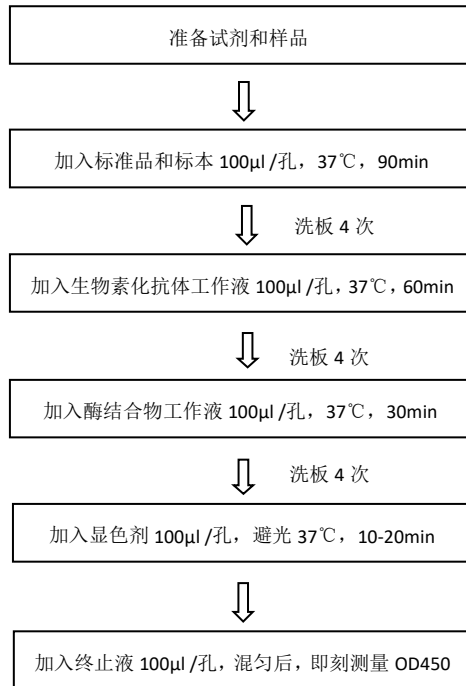 准备试剂和样品
加入标准品和标本 100μl /孔，37℃，90min
洗板 4 次
加入生物素化抗体工作液 100μl /孔，37℃，60min
洗板 4 次
加入酶结合物工作液 100μl /孔，37℃，30min
洗板 4 次
加入显色剂 100μl /孔，避光 37℃，10-20min
加入终止液 100μl /孔，混匀后，即刻测量 OD450